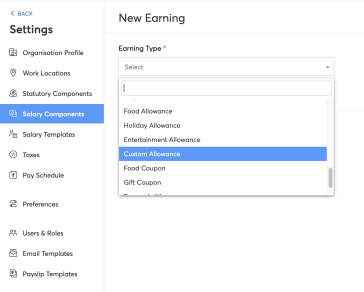 BACK
Settings
Organisation Profile
Work Locations
Statutory Components
Salary Components
Salary Templates
Taxes
Pay Schedule
Preferences
Users & Roles
Email Templates
Payslip Templates
New Earning
Earning Type *
Select
Food Allowance
Holiday Allowance
Entertainment Allowance
Custom Allowance
Food Coupon
Gift Coupon